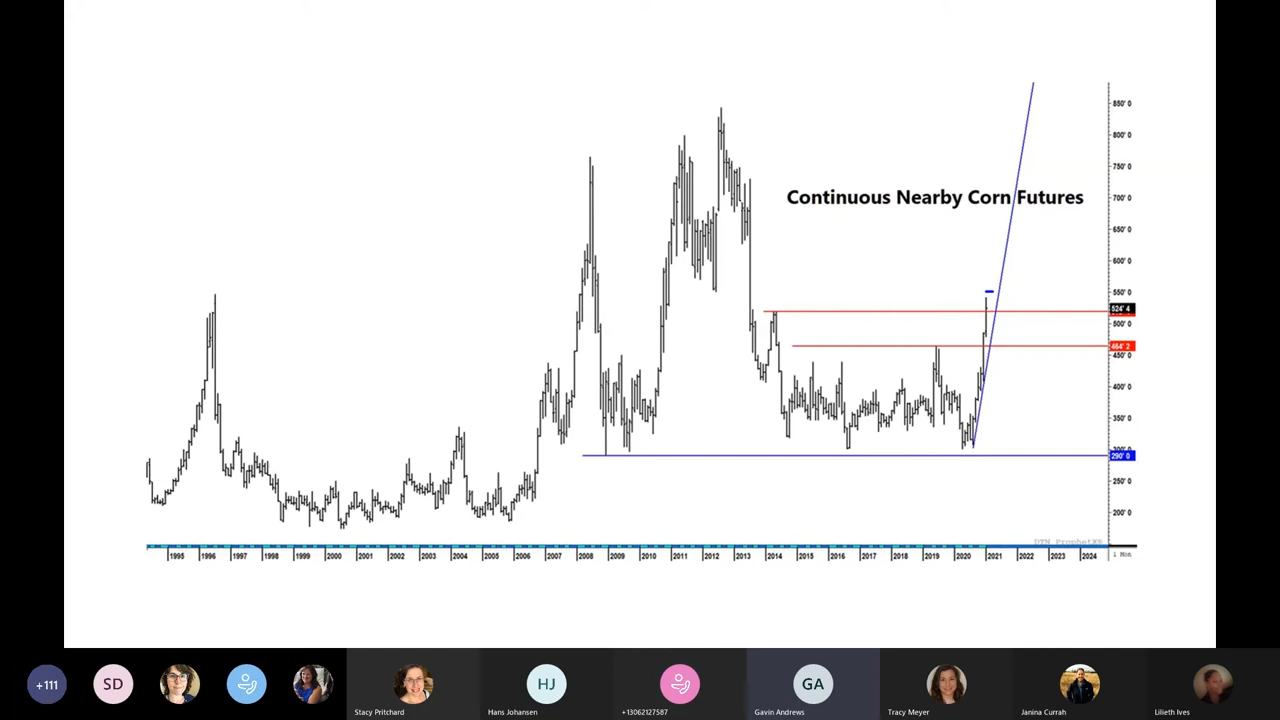 Continuous Nearby Corn Futures
850' 0
800' 0
750' 0
700' 0
650' 0
600' 0
550' 0
524' 4
500' 0
464' 2
450' 0
400' 0
350' 0
290' 0
250' 0
200' 0
DTN ProphetX®
1995 1996 1997 1998 1999 2000 2001 2002 2003 2004 2005 2006 2007 2008 2009 2010 2011 2012 2013 2014 2015 2016 2017 2018 2019 2020 2021 2022 2023 2024 1 Mon
+111
SD
HJ
GA
Stacy Pritchard
Hans Johansen
+13062127587
Gavin Andrews
Tracy Meyer
Janina Currah
Lilieth Ives